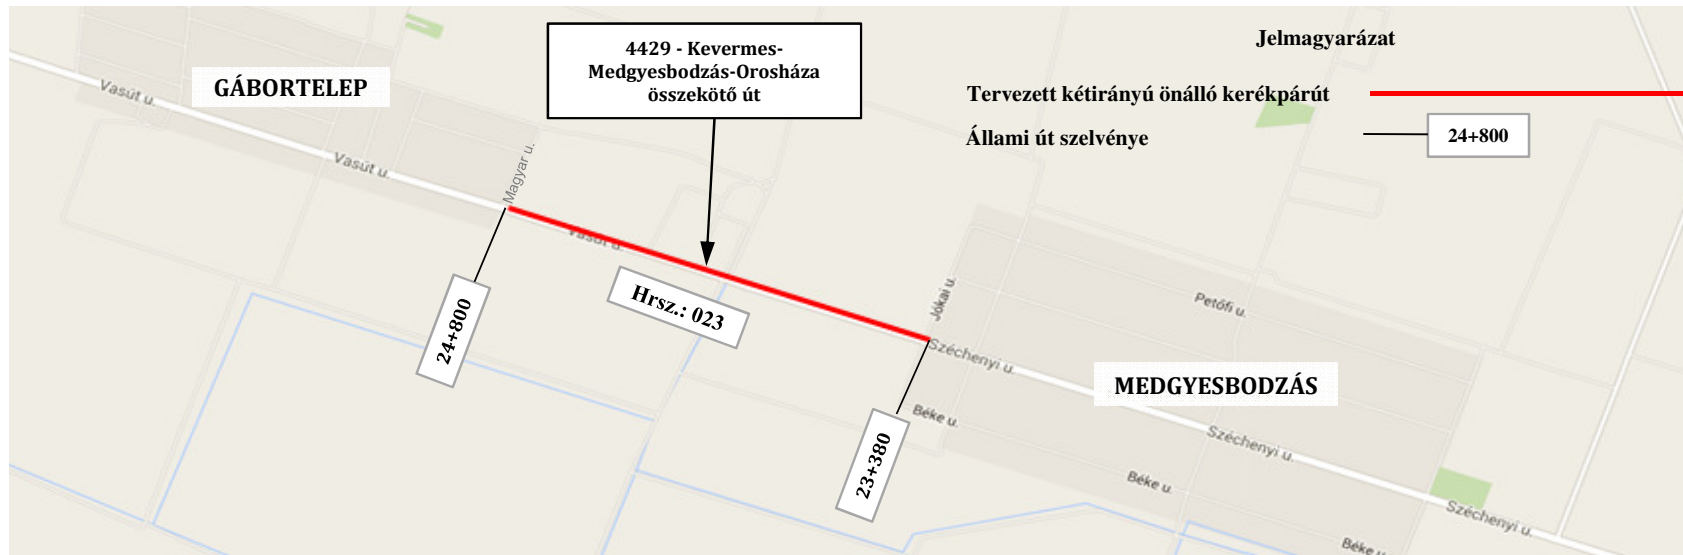 4429 - Kevermes-
Medgyesbodzás-Orosháza
összekötő út
Jelmagyarázat
Tervezett kétirányú önálló kerékpárút
Állami út szelvénye
24+800
GÁBORTELEP
Vasút u.
Vasút u.
Magyar u.
Vasút u.
Hrsz.: 023
24+800
Jókai u.
Petőfi u.
Széchenyi u.
MEDGYESBODZÁS
Béke u.
23+380
Széchenyi u.
Béke u.
Széchenyi u.
Béke u.